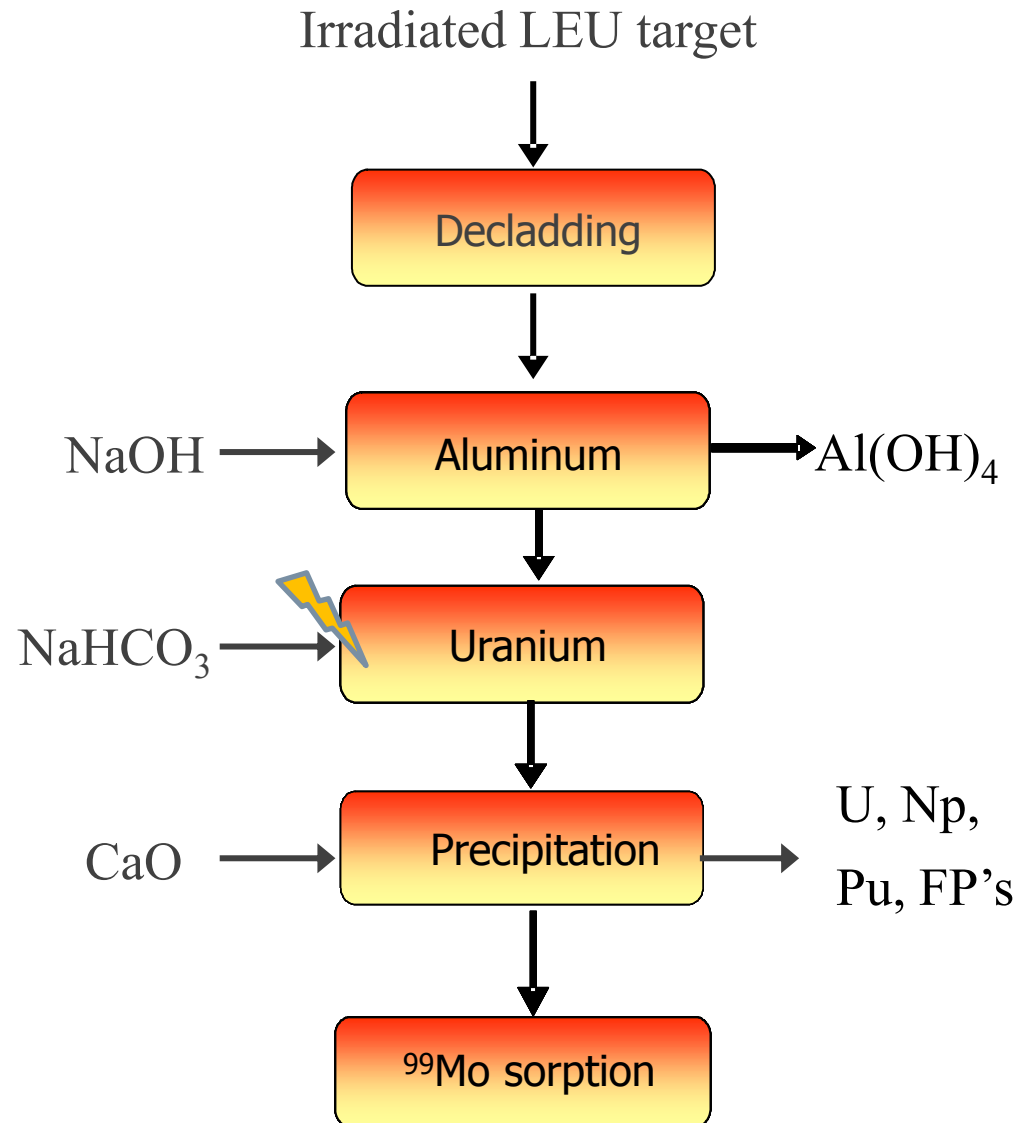 Irradiated LEU target
Decladding
NaOH
Aluminum
Al(OH)₄
NaHCO₃
Uranium
CaO
Precipitation
U, Np,
Pu, FP’s
⁹⁹Mo sorption